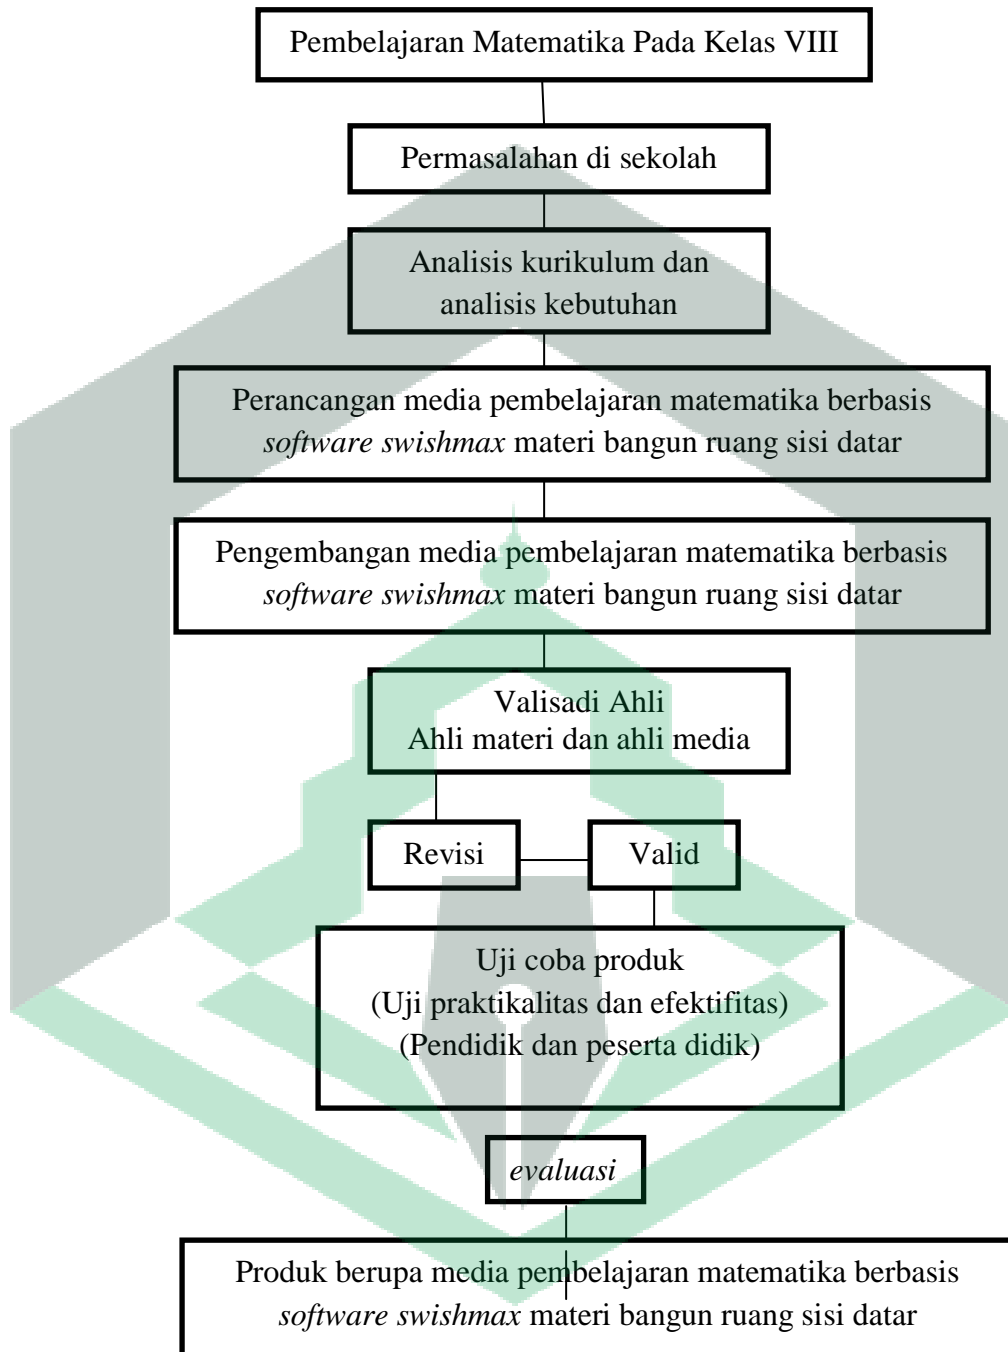 Pembelajaran Matematika Pada Kelas VIII
Permasalahan di sekolah
Analisis kurikulum dan
analisis kebutuhan
Perancangan media pembelajaran matematika berbasis
software swishmax materi bangun ruang sisi datar
Pengembangan media pembelajaran matematika berbasis
software swishmax materi bangun ruang sisi datar
Valisadi Ahli
Ahli materi dan ahli media
Revisi
Valid
Uji coba produk
(Uji praktikalitas dan efektifitas)
(Pendidik dan peserta didik)
evaluasi
Produk berupa media pembelajaran matematika berbasis
software swishmax materi bangun ruang sisi datar